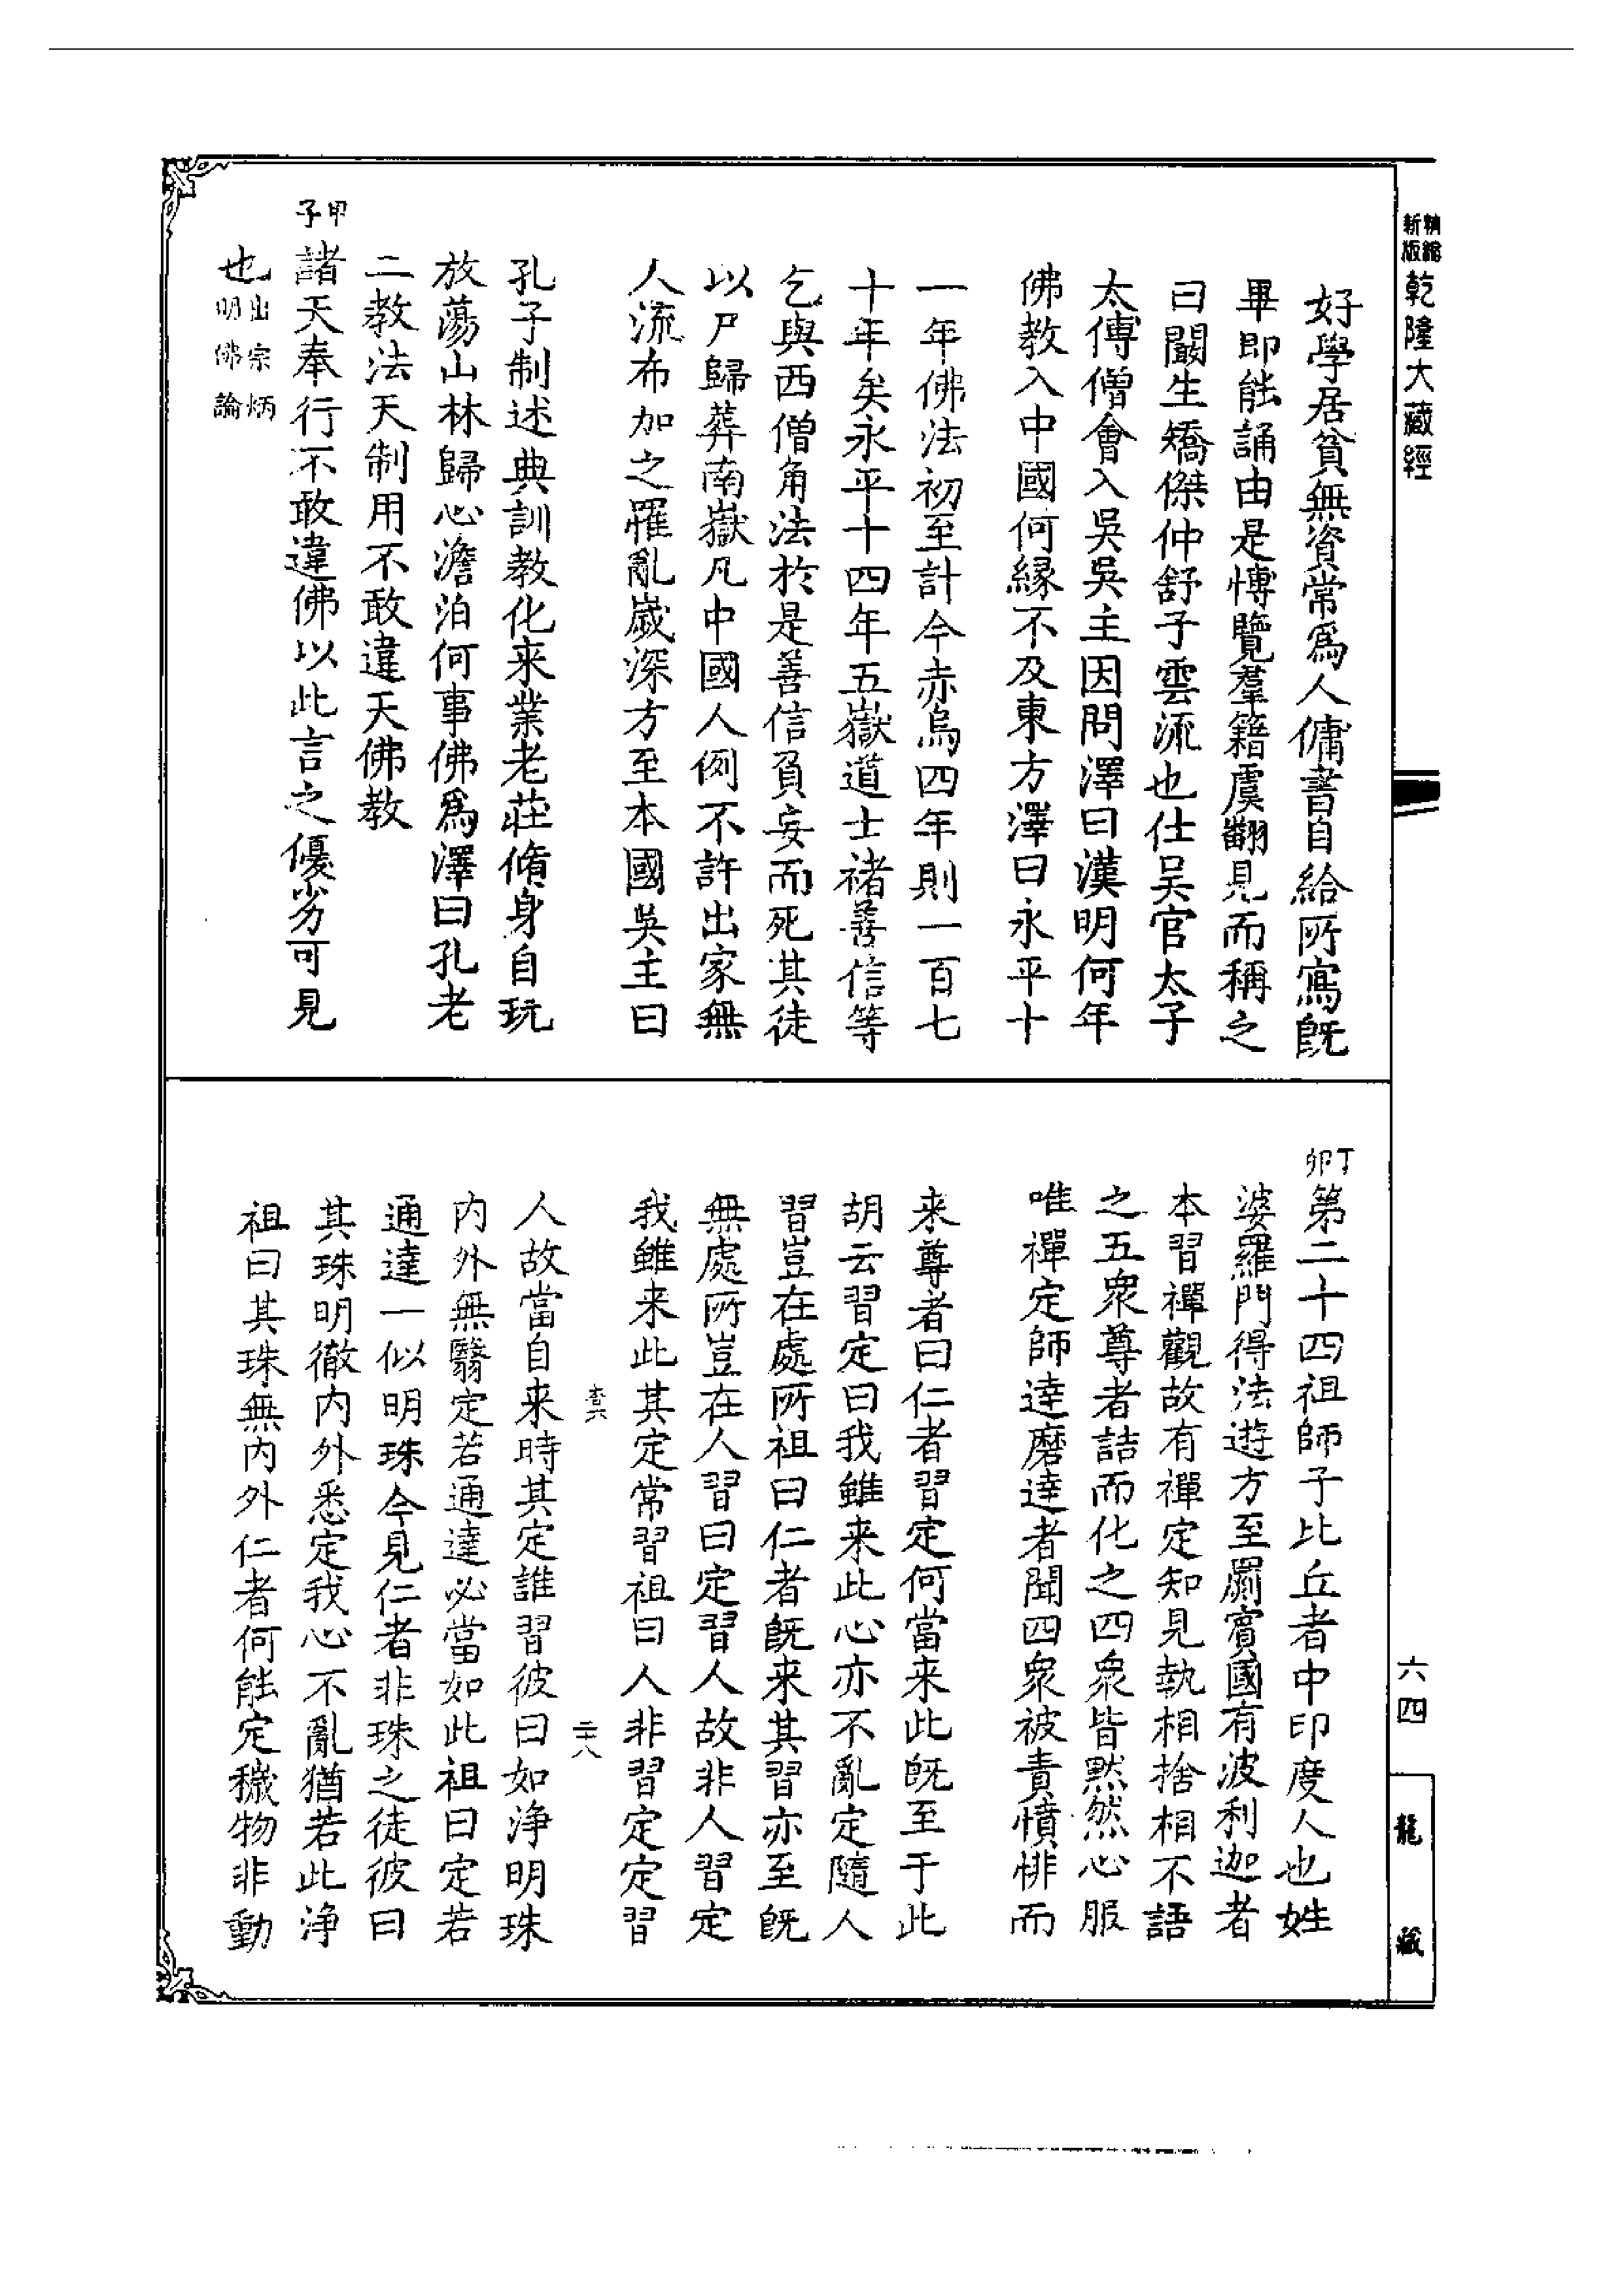 精縮新版 乾隆大藏經
好學居貧無資常爲人傭書自給所寫旣
畢即能誦由是愽覽羣籍虞翻見而稱之
曰闞生矯傑仲舒子雲流也仕吴官太子
太傅僧會入吳吳主因問澤曰漢明何年
佛教入中國何緣不及東方澤曰永平十
一年佛法初至計今赤烏四年則一百七
十年矣永平十四年五嶽道士褚善信等
乞與西僧角法於是善信負妄而死其徒
以尸歸葬南嶽凡中國人例不許出家無
人流布加之罹亂嵗深方至本國吳主曰
孔子制述典訓教化来業老莊脩身自玩
放蕩山林歸心澹泊何事佛爲澤曰孔老
二教法天制用不敢違天佛教
甲子
諸天奉行不敢違佛以此言之優劣可見
也出宗炳明佛論
丁卯
第二十四祖師子比丘者中印度人也姓
婆羅門得法遊方至罽賓國有波利迦者
本習禪觀故有禪定知見執相捨相不語
之五衆尊者詰而化之四衆皆黙然心服
唯禪定師達磨達者聞四衆被責憤悱而
来尊者曰仁者習定何當来此旣至于此
胡云習定曰我雖来此心亦不亂定隨人
習豈在處所祖曰仁者旣来其習亦至旣
無處所豈在人習曰定習人故非人習定
我雖来此其定常習祖曰人非習定定習
人故當自来時其定誰習彼曰如淨明珠
内外無翳定若通達必當如此祖曰定若
通達一似明珠今見仁者非珠之徒彼曰
其珠明徹内外悉定我心不亂猶若此淨
祖曰其珠無内外仁者何能定穢物非動
六四
龍藏